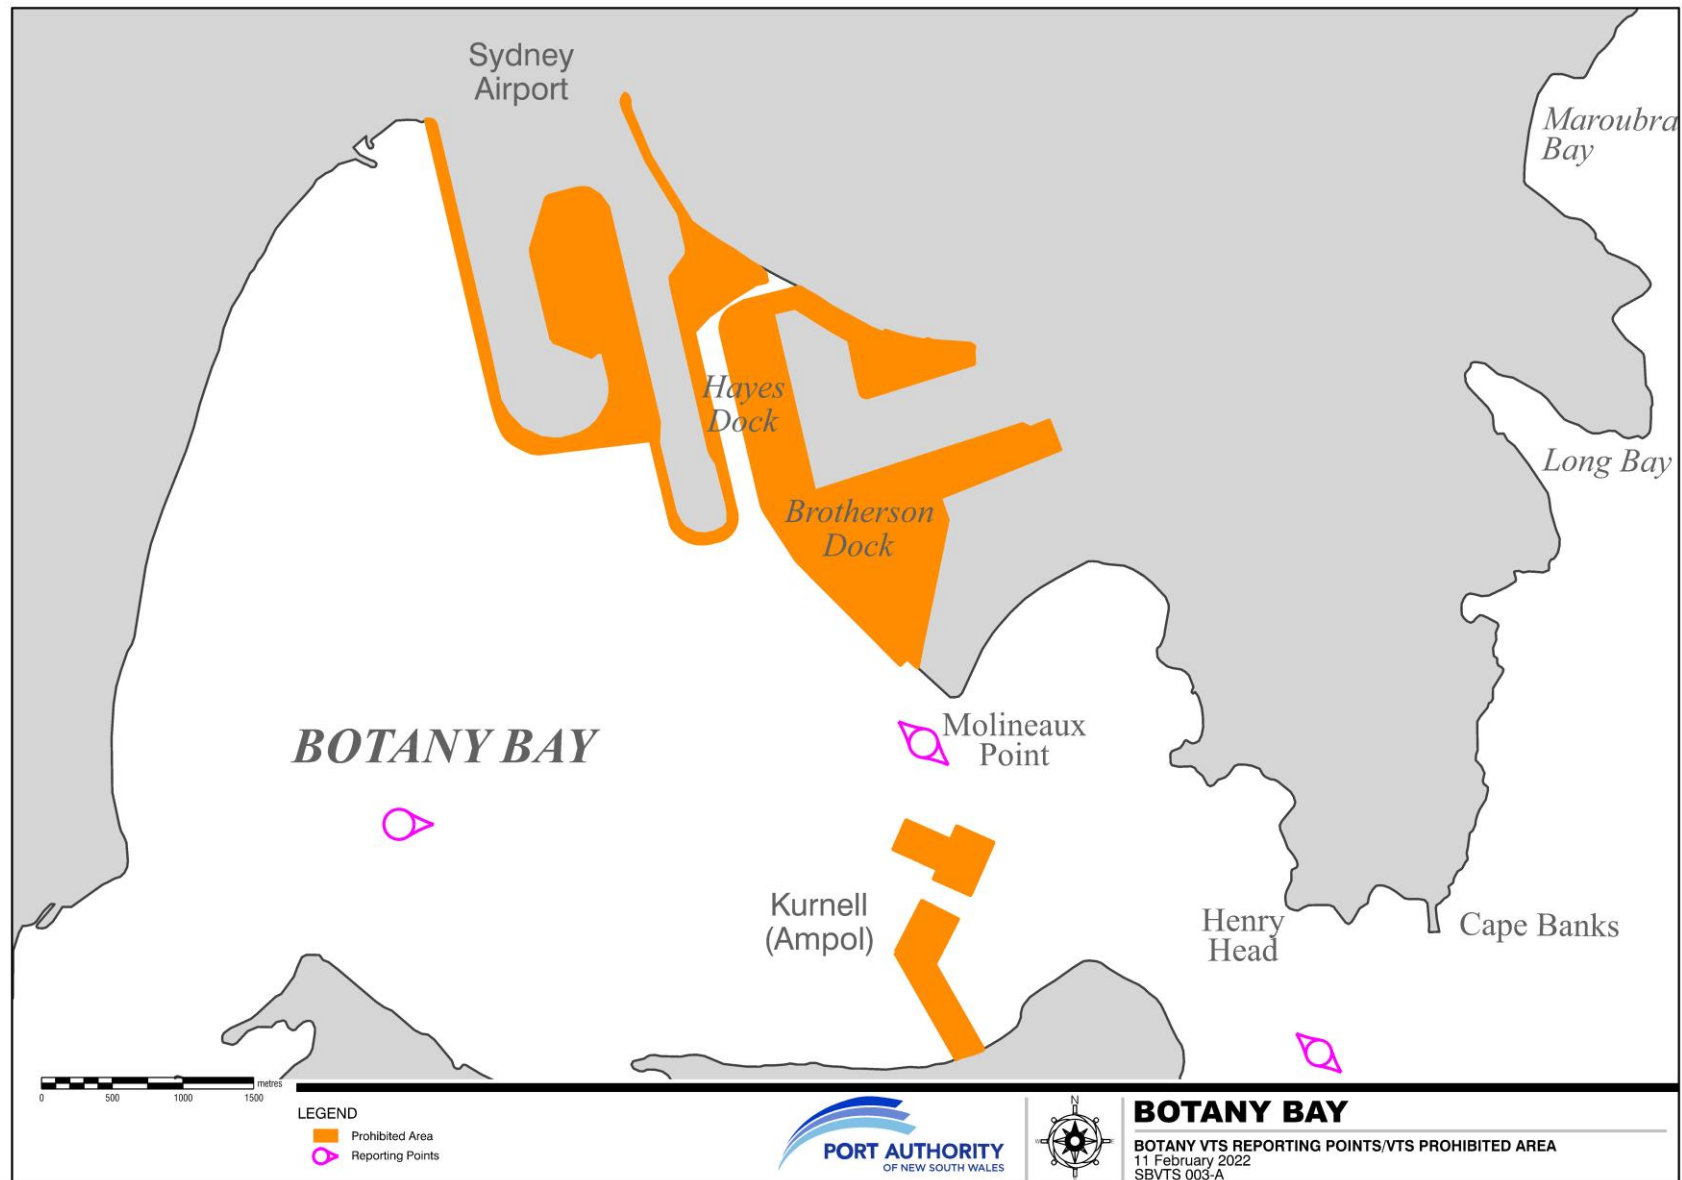 Sydney
Airport
Maroubra
Bay
Hayes
Dock
Long Bay
Brotherson
Dock
BOTANY BAY
Molineaux
Point
Kurnell
(Ampol)
Henry
Head
Cape Banks
metres
0 500 1000 1500
LEGEND
Prohibited Area
Reporting Points
PORT AUTHORITY
OF NEW SOUTH WALES
N
W E
S
BOTANY BAY
BOTANY VTS REPORTING POINTS/VTS PROHIBITED AREA
11 February 2022
SBVTS 003-A